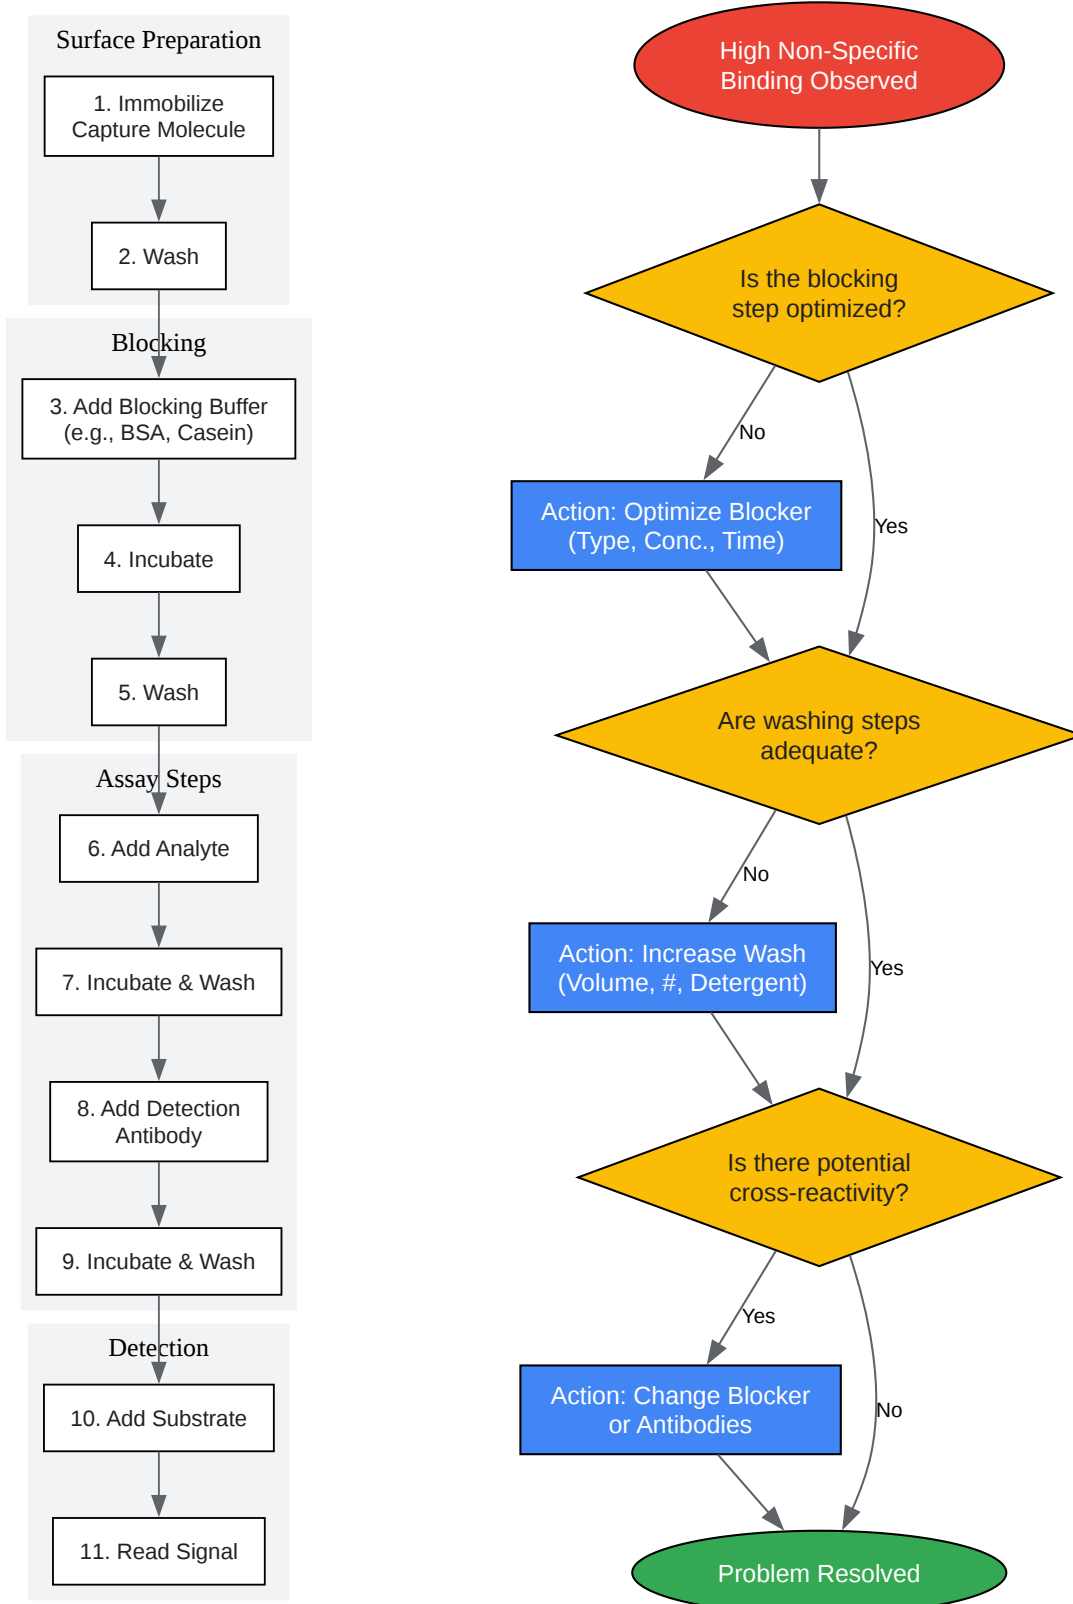 Surface Preparation
1. Immobilize
Capture Molecule
2. Wash
Blocking
3. Add Blocking Buffer
(e.g., BSA, Casein)
4. Incubate
5. Wash
Assay Steps
6. Add Analyte
7. Incubate & Wash
8. Add Detection
Antibody
9. Incubate & Wash
Detection
10. Add Substrate
11. Read Signal
High Non-Specific
Binding Observed
Is the blocking
step optimized?
No
Yes
Action: Optimize Blocker
(Type, Conc., Time)
Are washing steps
adequate?
No
Yes
Action: Increase Wash
(Volume, #, Detergent)
Is there potential
cross-reactivity?
Yes
No
Action: Change Blocker
or Antibodies
Problem Resolved